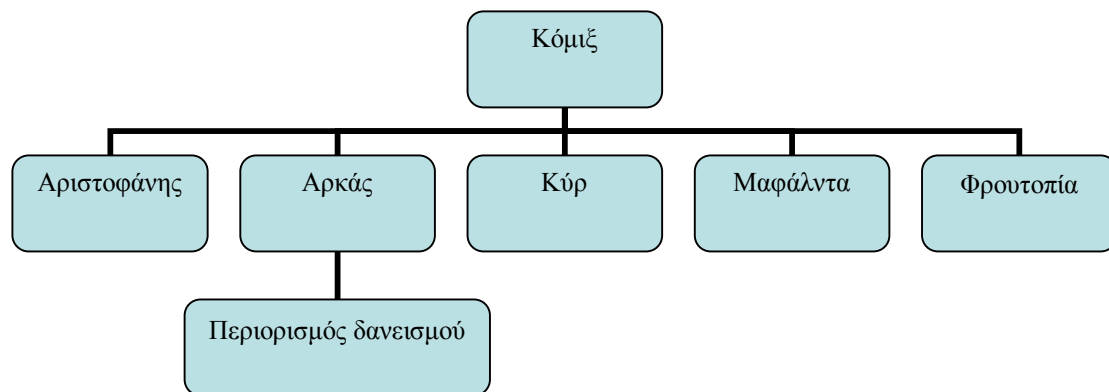 Κόμιξ
Αριστοφάνης
Αρκάς
Κύρ
Μαφάλντα
Φρουτοπία
Περιορισμός δανεισμού